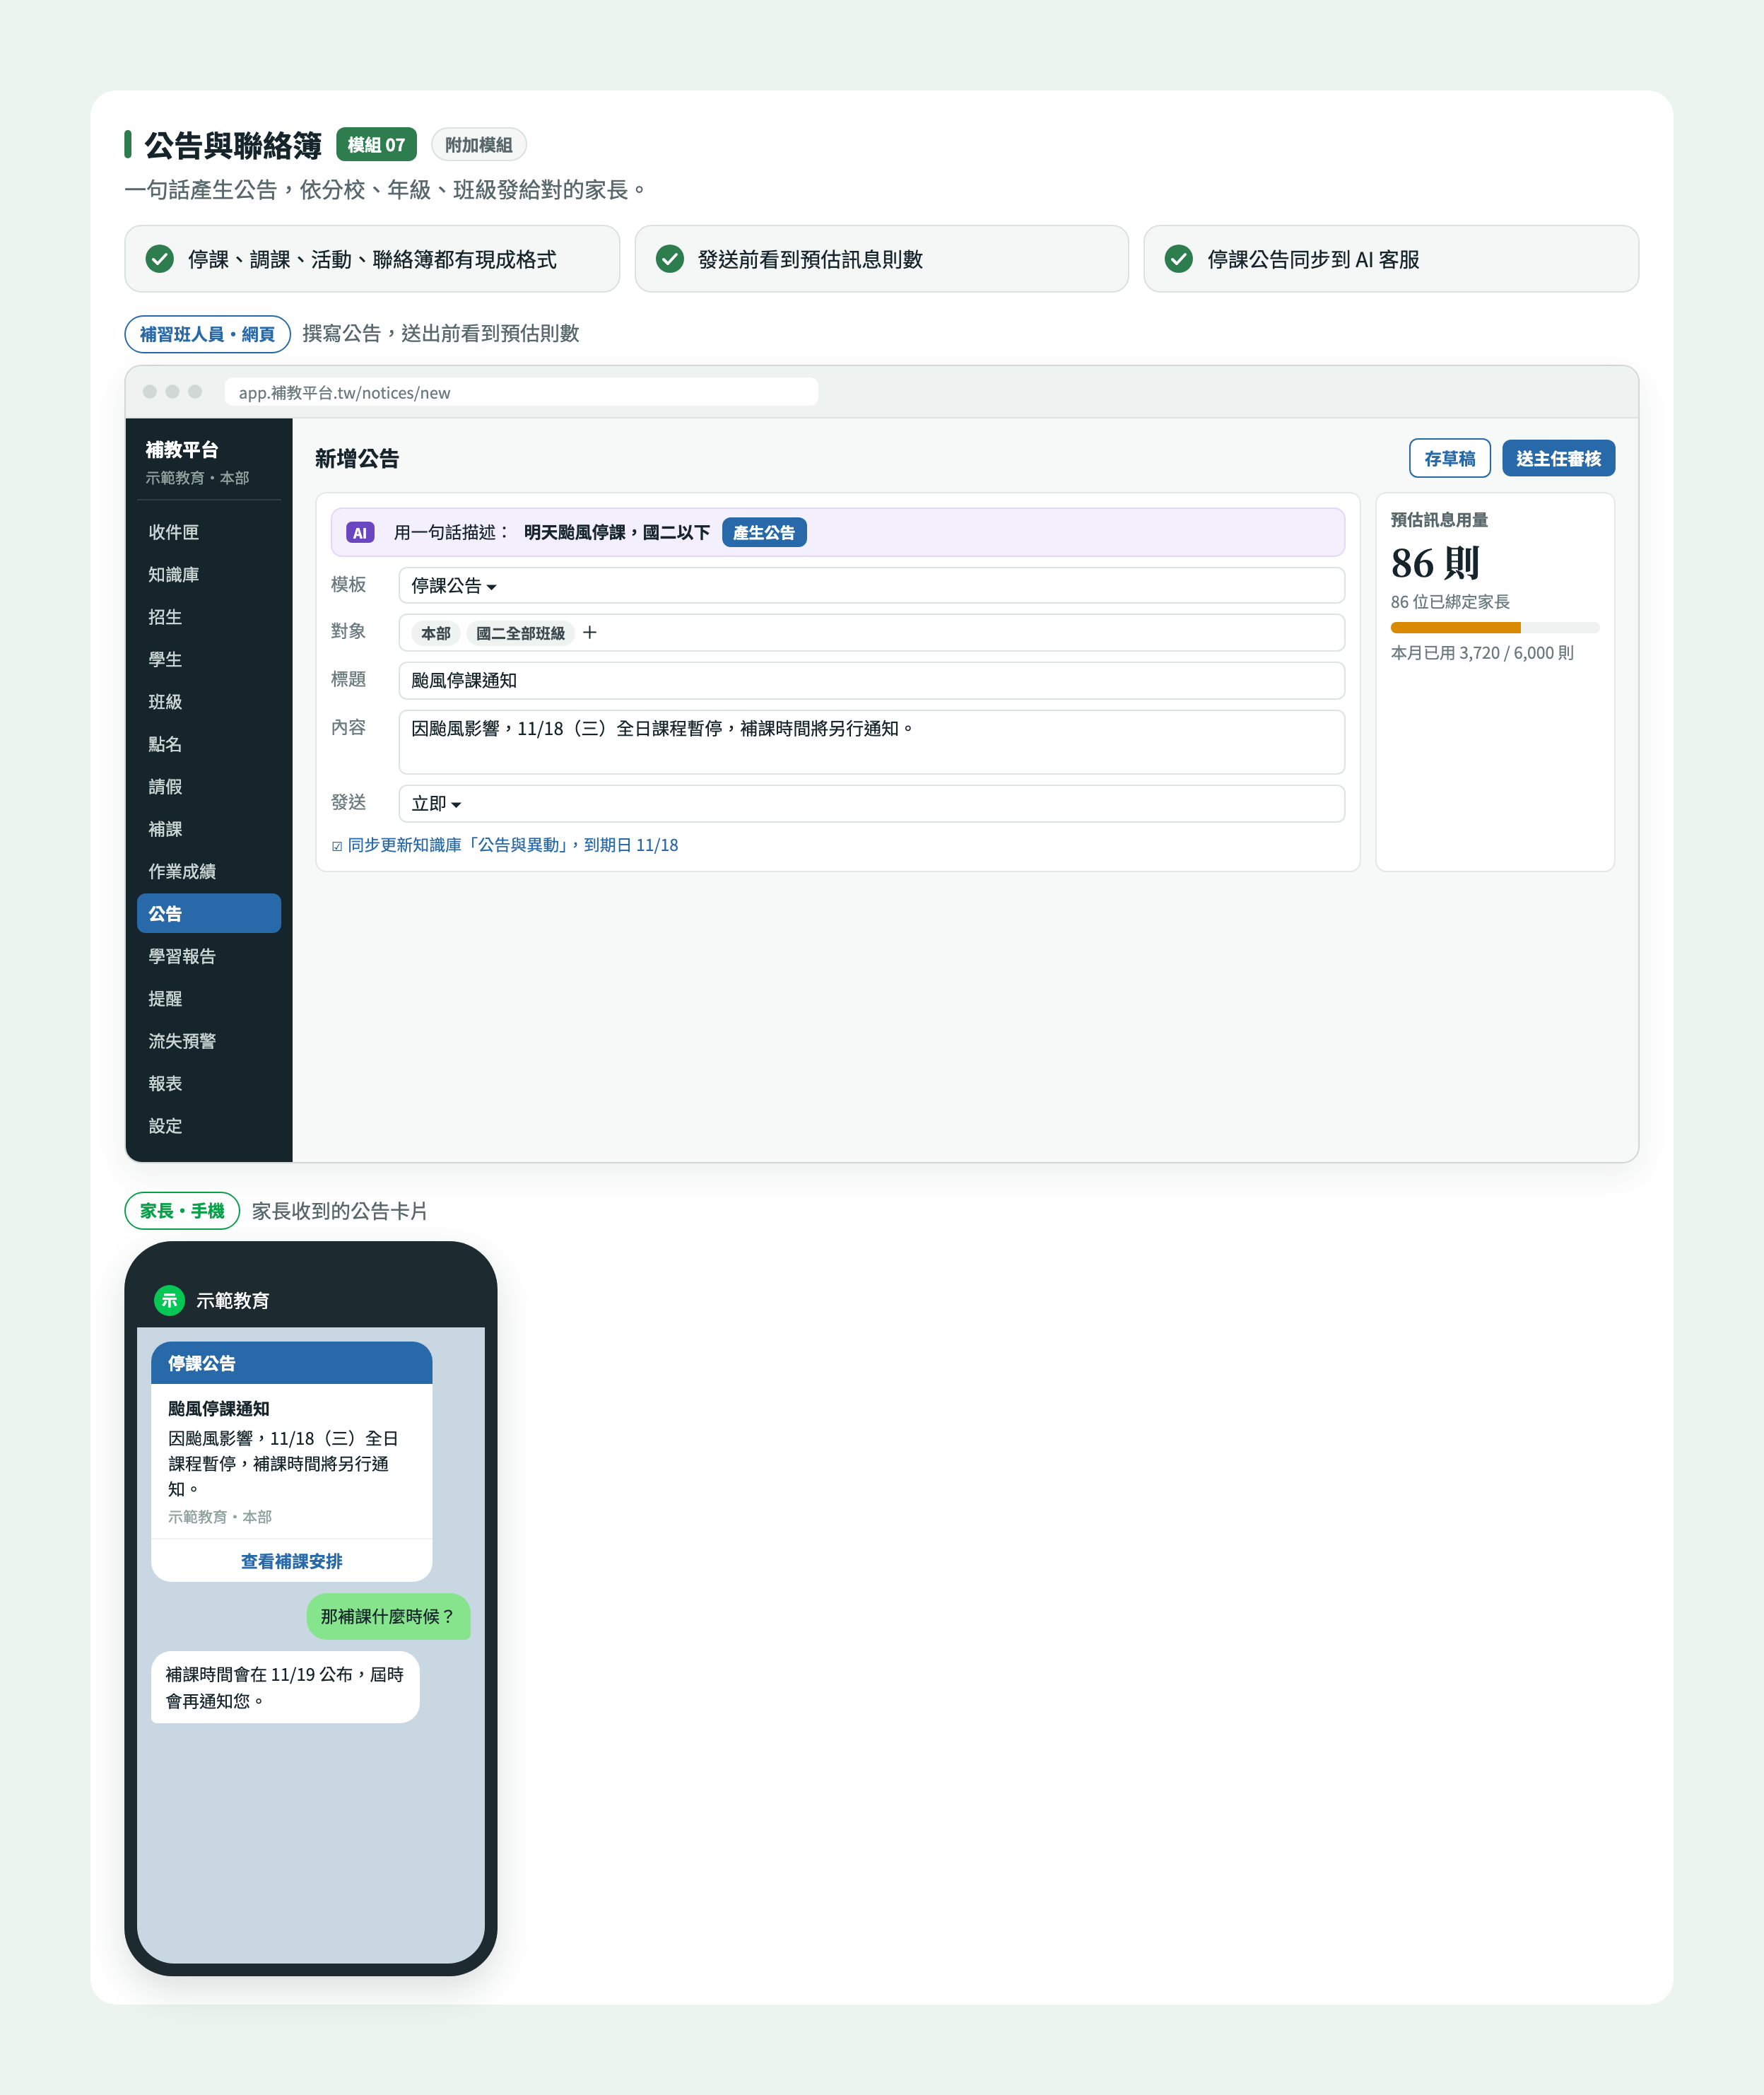 公告與聯絡簿 模組 07 附加模組
一句話產生公告，依分校、年級、班級發給對的家長。
停課、調課、活動、聯絡簿都有現成格式
發送前看到預估訊息則數
停課公告同步到 AI 客服
補習班人員・網頁 撰寫公告，送出前看到預估則數
app.補教平台.tw/notices/new
補教平台
示範教育・本部
收件匣
知識庫
招生
學生
班級
點名
請假
補課
作業成績
公告
學習報告
提醒
流失預警
報表
設定
新增公告
存草稿 送主任審核
AI 用一句話描述： 明天颱風停課，國二以下 產生公告
模板 停課公告
對象 本部 國二全部班級 ＋
標題 颱風停課通知
內容 因颱風影響，11/18（三）全日課程暫停，補課時間將另行通知。
發送 立即
☑ 同步更新知識庫「公告與異動」，到期日 11/18
預估訊息用量
86 則
86 位已綁定家長
本月已用 3,720 / 6,000 則
家長・手機 家長收到的公告卡片
示 示範教育
停課公告
颱風停課通知
因颱風影響，11/18（三）全日
課程暫停，補課時間將另行通
知。
示範教育・本部
查看補課安排
那補課什麼時候？
補課時間會在 11/19 公布，屆時
會再通知您。